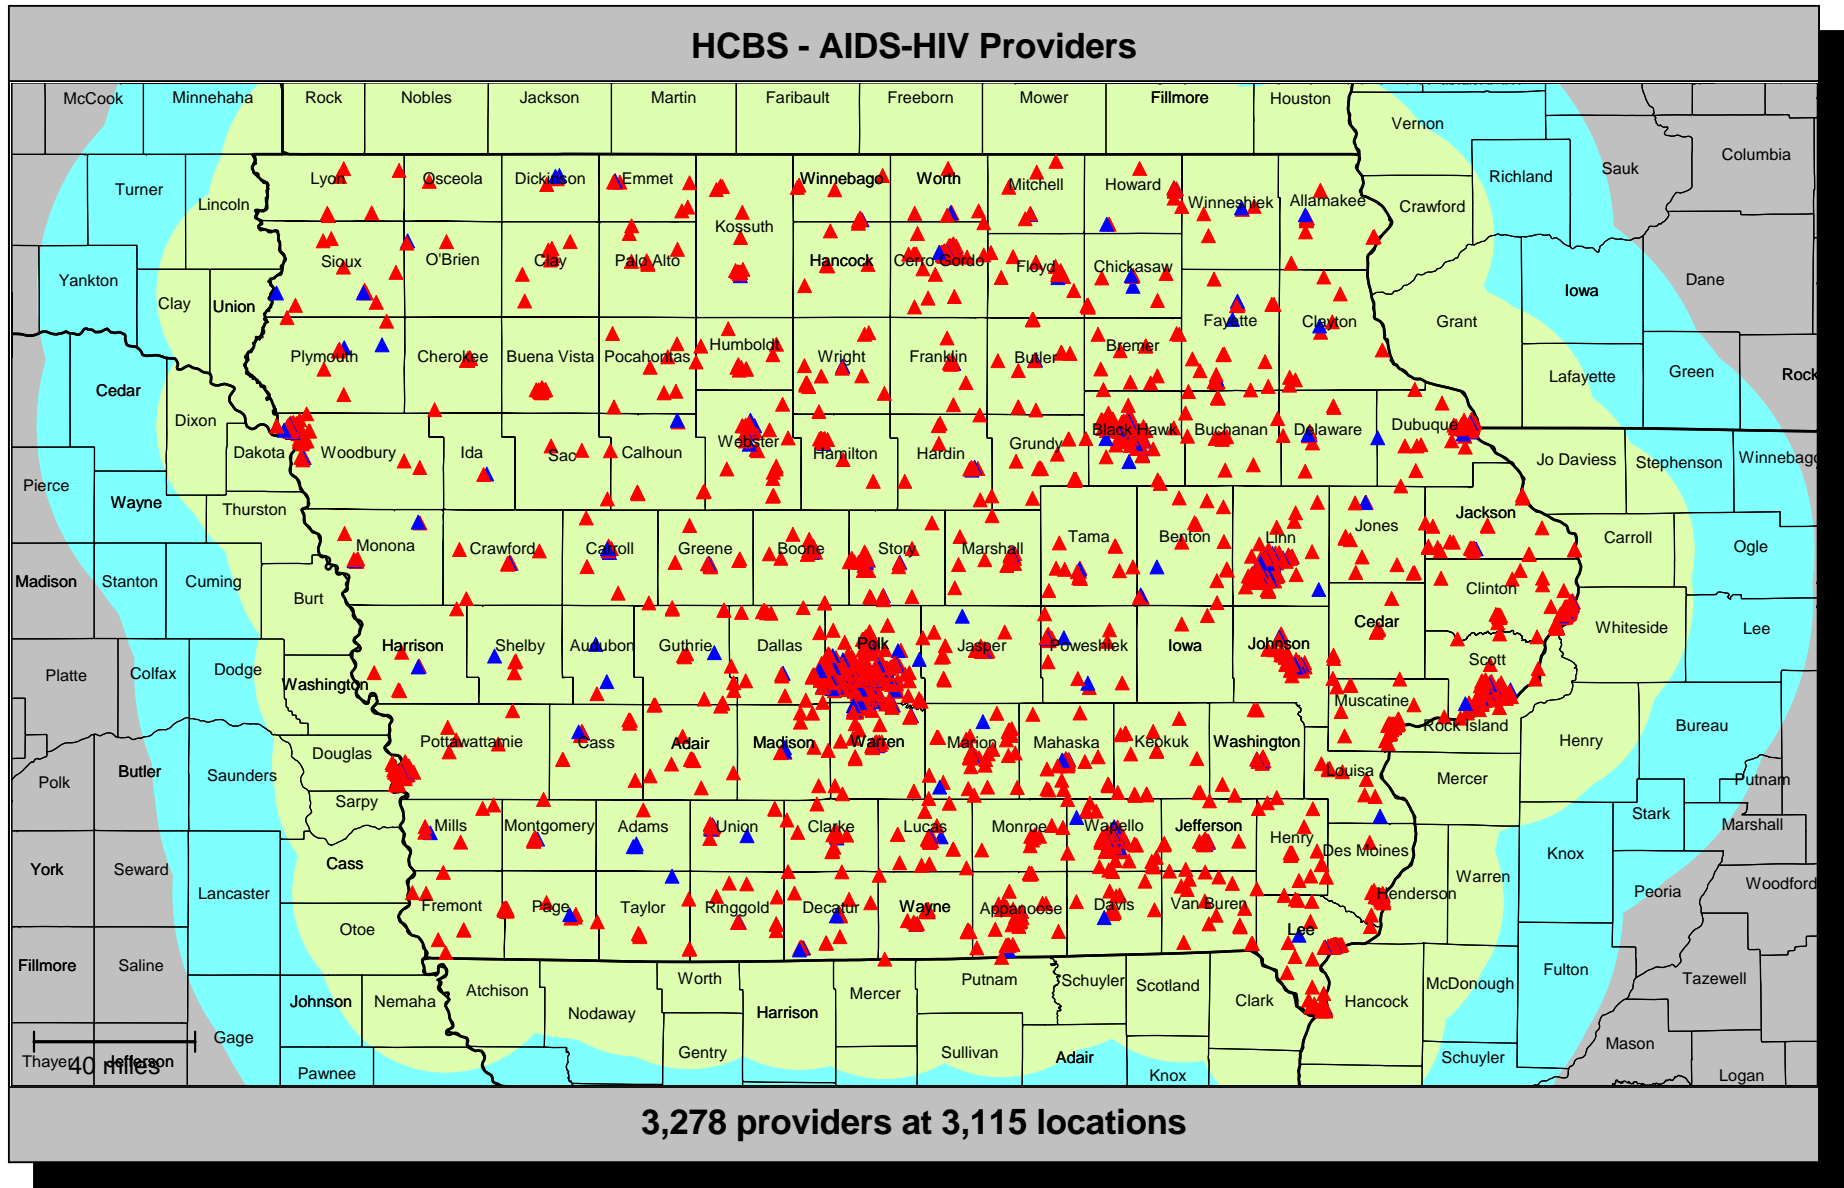 HCBS - AIDS-HIV Providers
McCook Minnehaha Rock Nobles Jackson Martin Faribault Freeborn Mower Fillmore Houston
Vernon
Columbia
Sauk
Richland
Turner Lyon Osceola Dickinson Emmet Winnebago Worth Mitchell Howard
Lincoln Winneshiek Allamakee Crawford
Kossuth
Yankton Sioux O'Brien Clay Palo Alto Hancock Cerro Gordo Floyd Chickasaw Dane
Iowa
Clay Union
Fayette Clayton Grant
Plymouth Cherokee Buena Vista Pocahontas Humboldt Wright Franklin Butler Bremer
Lafayette Green Rock
Cedar
Dixon
Webster Black Hawk Buchanan Delaware Dubuque
Dakota Woodbury Ida Sac Calhoun Hamilton Hardin Grundy
Jo Daviess Stephenson Winnebago
Pierce
Wayne
Thurston Jackson
Monona Crawford Carroll Greene Boone Story Marshall Tama Benton Linn Jones Carroll Ogle
Madison Stanton Cuming
Burt Clinton
Whiteside Lee
Cedar
Harrison Shelby Audubon Guthrie Dallas Polk Jasper Poweshiek Iowa Johnson
Scott
Platte Colfax Dodge
Washington
Muscatine
Rock Island Bureau
Pottawattamie Cass Adair Madison Warren Marion Mahaska Keokuk Washington Henry
Douglas
Polk Butler Saunders Louisa Mercer Putnam
Sarpy
Stark
Mills Montgomery Adams Union Clarke Lucas Monroe Wapello Jefferson Henry Marshall
Des Moines Knox
Cass
York Seward
Warren
Lancaster Henderson Peoria Woodford
Fremont Page Taylor Ringgold Decatur Wayne Appanoose Davis Van Buren
Otoe Lee
Fillmore Saline Fulton
Worth Putnam Schuyler Scotland McDonough Tazewell
Johnson Nemaha Atchison Mercer Clark Hancock
Nodaway Harrison
Gage
Gentry Sullivan Adair Schuyler Mason
Thayer Jefferson
40 miles
Pawnee Knox Logan
3,278 providers at 3,115 locations